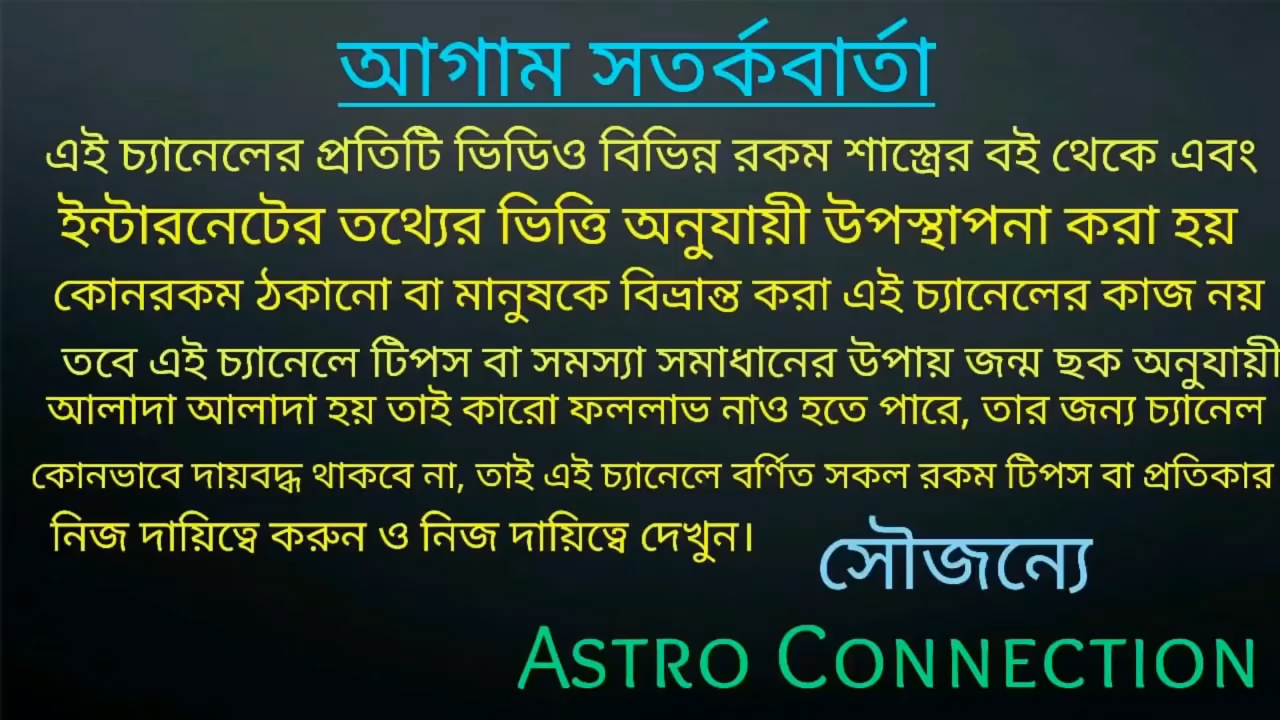 আগাম সতর্কবার্তা
এই চ্যানেলের প্রতিটি ভিডিও বিভিন্ন রকম শাস্ত্রের বই থেকে এবং
ইন্টারনেটের তথ্যের ভিত্তি অনুযায়ী উপস্থাপনা করা হয়
কোনরকম ঠকানো বা মানুষকে বিভ্রান্ত করা এই চ্যানেলের কাজ নয়
তবে এই চ্যানেলে টিপস বা সমস্যা সমাধানের উপায় জন্ম ছক অনুযায়ী
আলাদা আলাদা হয় তাই কারো ফললাভ নাও হতে পারে, তার জন্য চ্যানেল
কোনভাবে দায়বদ্ধ থাকবে না, তাই এই চ্যানেলে বর্ণিত সকল রকম টিপস বা প্রতিকার
নিজ দায়িত্বে করুন ও নিজ দায়িত্বে দেখুন।
সৌজন্যে
ASTRO CONNECTION